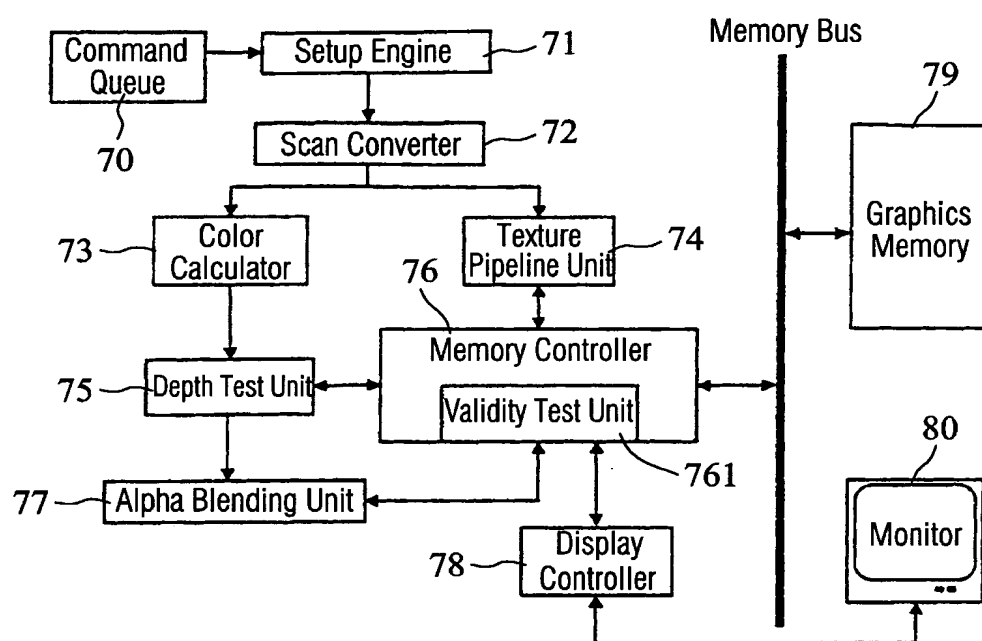 Command
Queue
70
Setup Engine
71
Memory Bus
Scan Converter
72
79
Graphics
Memory
73
Color
Calculator
Texture
Pipeline Unit
74
76
Memory Controller
75
Depth Test Unit
Validity Test Unit
761
77
Alpha Blending Unit
78
Display
Controller
80
Monitor